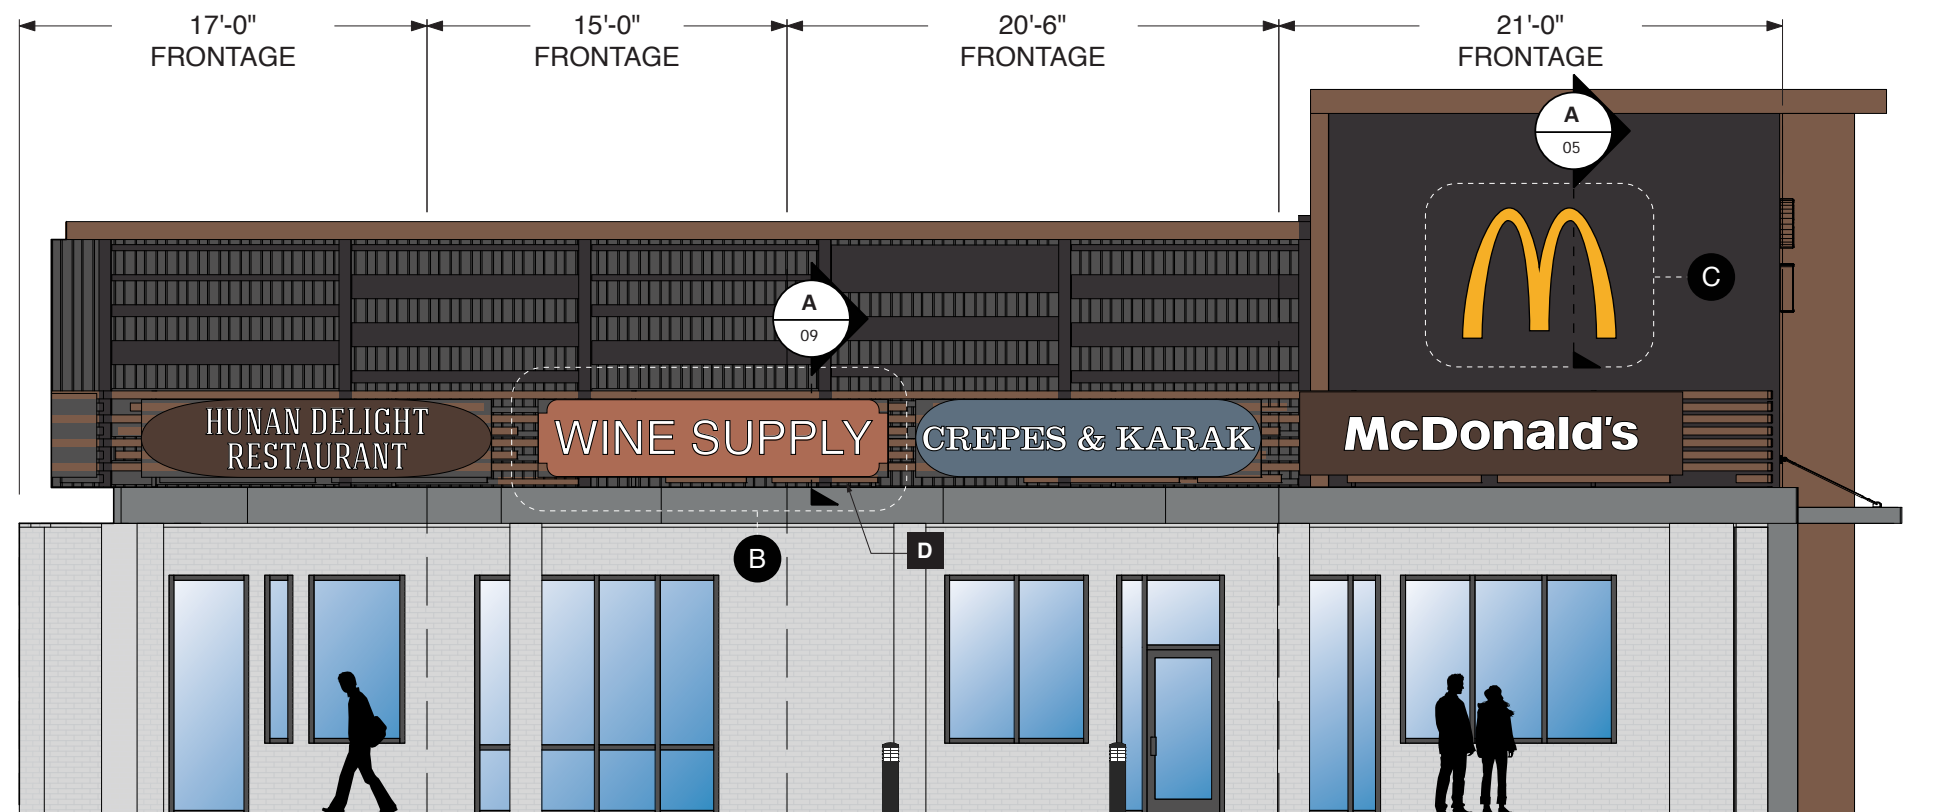 17'-0"
FRONTAGE
15'-0"
FRONTAGE
20'-6"
FRONTAGE
21'-0"
FRONTAGE
A
05
C
A
09
HUNAN DELIGHT
RESTAURANT
WINE SUPPLY
CREPES & KARAK
McDonald's
B
D